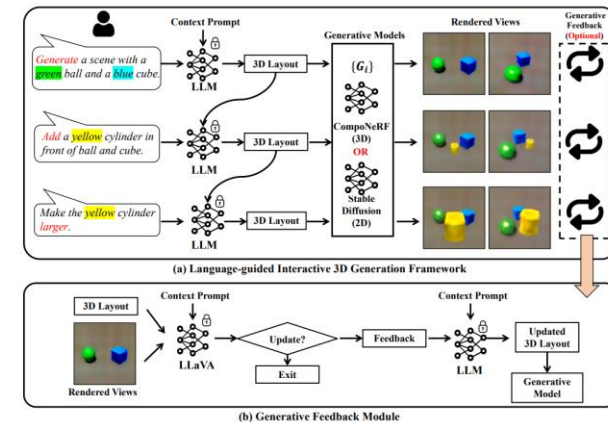 Context Prompt
Generative Models
Rendered Views
Generative
Feedback
(Optional)
Generate a scene with a
green ball and a blue cube.
LLM
3D Layout
{G_i}
Add a yellow cylinder in
front of ball and cube.
LLM
3D Layout
CompoNeRF
(3D)
OR
Stable
Diffusion
(2D)
Make the yellow cylinder
larger.
LLM
3D Layout
(a) Language-guided Interactive 3D Generation Framework
3D Layout
Context Prompt
Context Prompt
Rendered Views
LLaVA
Update?
Exit
Feedback
LLM
Updated
3D Layout
Generative
Model
(b) Generative Feedback Module